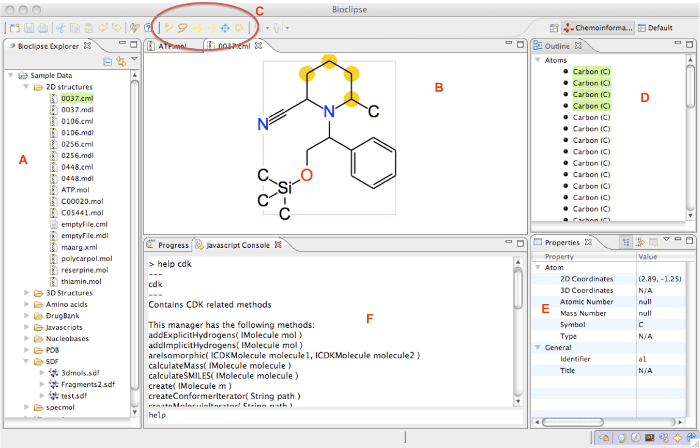 Bioclipse
C
Chemoinforma...
Default
Bioclipse Explorer
Sample Data
2D structures
0037.cml
0037.mdl
0106.cml
0106.mdl
0256.cml
0256.mdl
0448.cml
0448.mdl
ATP.mol
C00020.mol
C05441.mol
emptyFile.cml
emptyFile.mdl
maarg.xml
polycarpol.mol
reserpine.mol
thiamin.mol
3D Structures
Amino acids
DrugBank
Javascripts
Nucleobases
PDB
SDF
3dmols.sdf
Fragments2.sdf
test.sdf
specmol
A
ATP.mol
0037.cml
B
N
N
C
O
C
Si
C
C
Outline
Atoms
Carbon (C)
Carbon (C)
Carbon (C)
Carbon (C)
Carbon (C)
Carbon (C)
Carbon (C)
Carbon (C)
Carbon (C)
Carbon (C)
Carbon (C)
Carbon (C)
Carbon (C)
Carbon (C)
D
Progress
Javascript Console
> help cdk
---
cdk
---
Contains CDK related methods
This manager has the following methods:
addExplicitHydrogens( IMolecule mol )
addImplicitHydrogens( IMolecule mol )
areIsomorphic( ICDKMolecule molecule1, ICDKMolecule molecule2 )
calculateMass( IMolecule molecule )
calculateSMILES( IMolecule molecule )
create( IMolecule m )
createConformerIterator( String path )
createMoleculeIterator( String path )
help
F
Properties
Property Value
Atom
2D Coordinates (2.89, -1.25)
3D Coordinates N/A
Atomic Number null
Mass Number null
Symbol C
Type N/A
General
Identifier a1
Title N/A
E